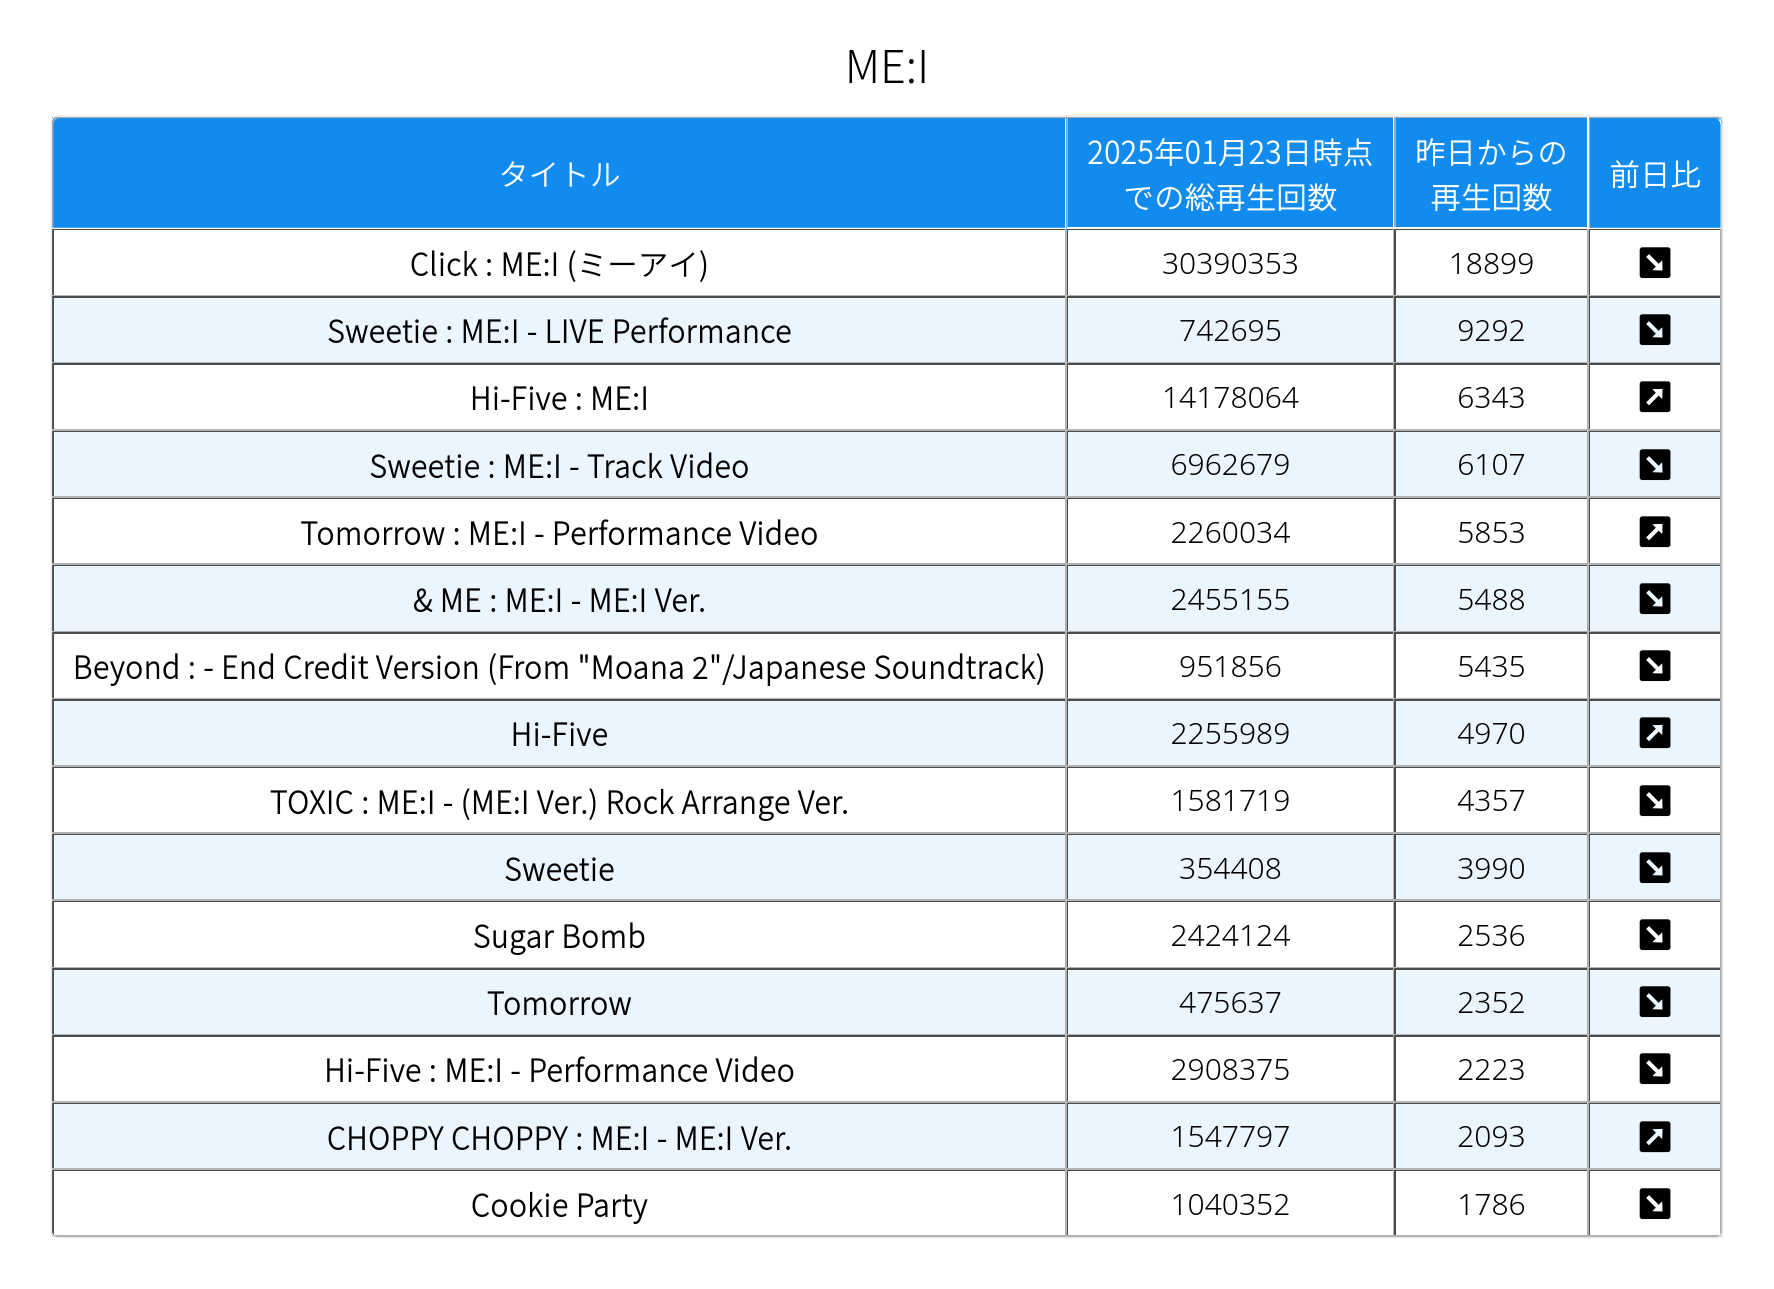 ME:I
タイトル
2025年01月23日時点
での総再生回数
昨日からの
再生回数
前日比
Click : ME:I (ミーアイ) 30390353 18899
Sweetie : ME:I - LIVE Performance 742695 9292
Hi-Five : ME:I 14178064 6343
Sweetie : ME:I - Track Video 6962679 6107
Tomorrow : ME:I - Performance Video 2260034 5853
& ME : ME:I - ME:I Ver. 2455155 5488
Beyond : - End Credit Version (From "Moana 2"/Japanese Soundtrack) 951856 5435
Hi-Five 2255989 4970
TOXIC : ME:I - (ME:I Ver.) Rock Arrange Ver. 1581719 4357
Sweetie 354408 3990
Sugar Bomb 2424124 2536
Tomorrow 475637 2352
Hi-Five : ME:I - Performance Video 2908375 2223
CHOPPY CHOPPY : ME:I - ME:I Ver. 1547797 2093
Cookie Party 1040352 1786